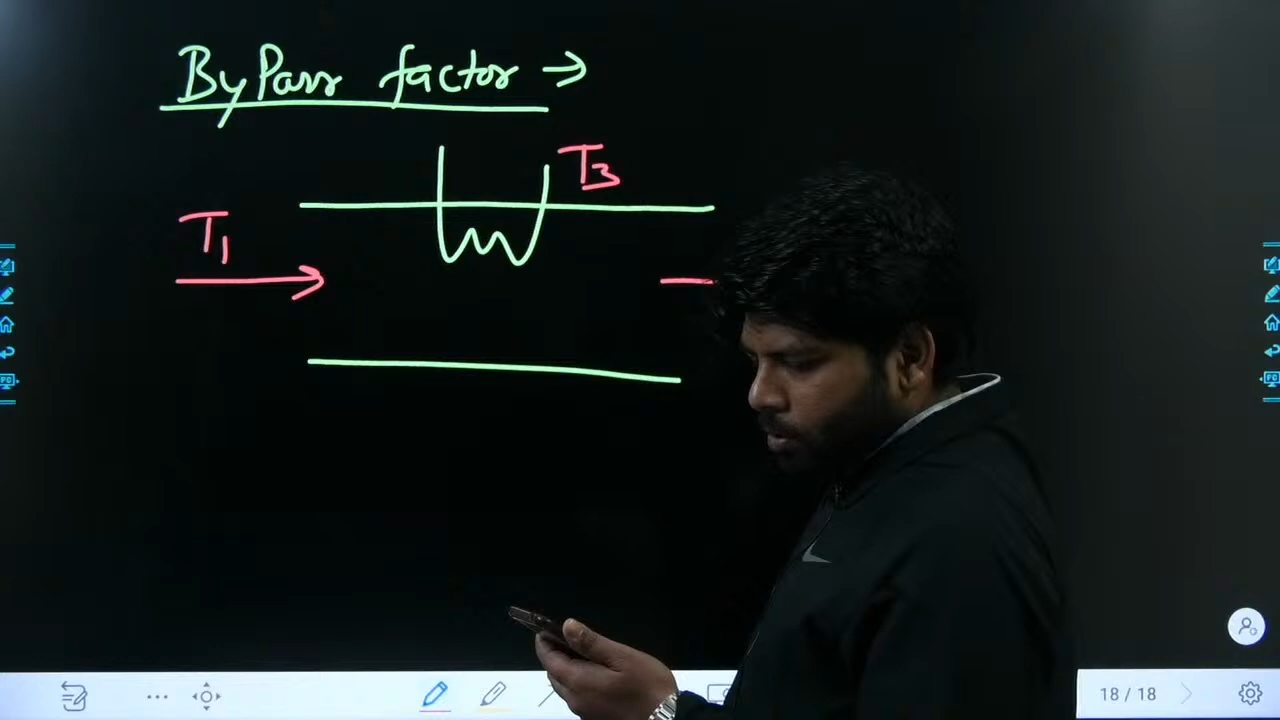 ByPass factor →
T3
T1
18 / 18